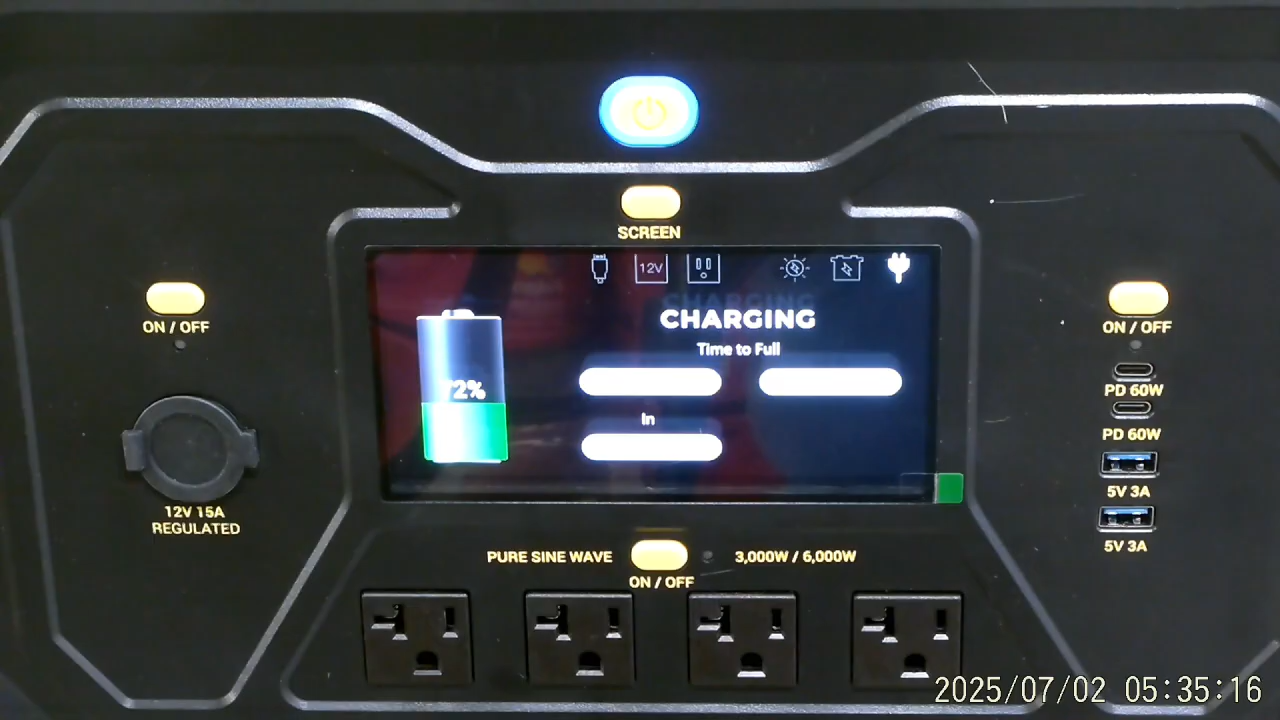 SCREEN
12V
CHARGING
Time to Full
72%
In
ON / OFF
12V 15A
REGULATED
ON / OFF
PD 60W
PD 60W
5V 3A
5V 3A
PURE SINE WAVE
ON / OFF
3,000W / 6,000W
2025/07/02 05:35:16